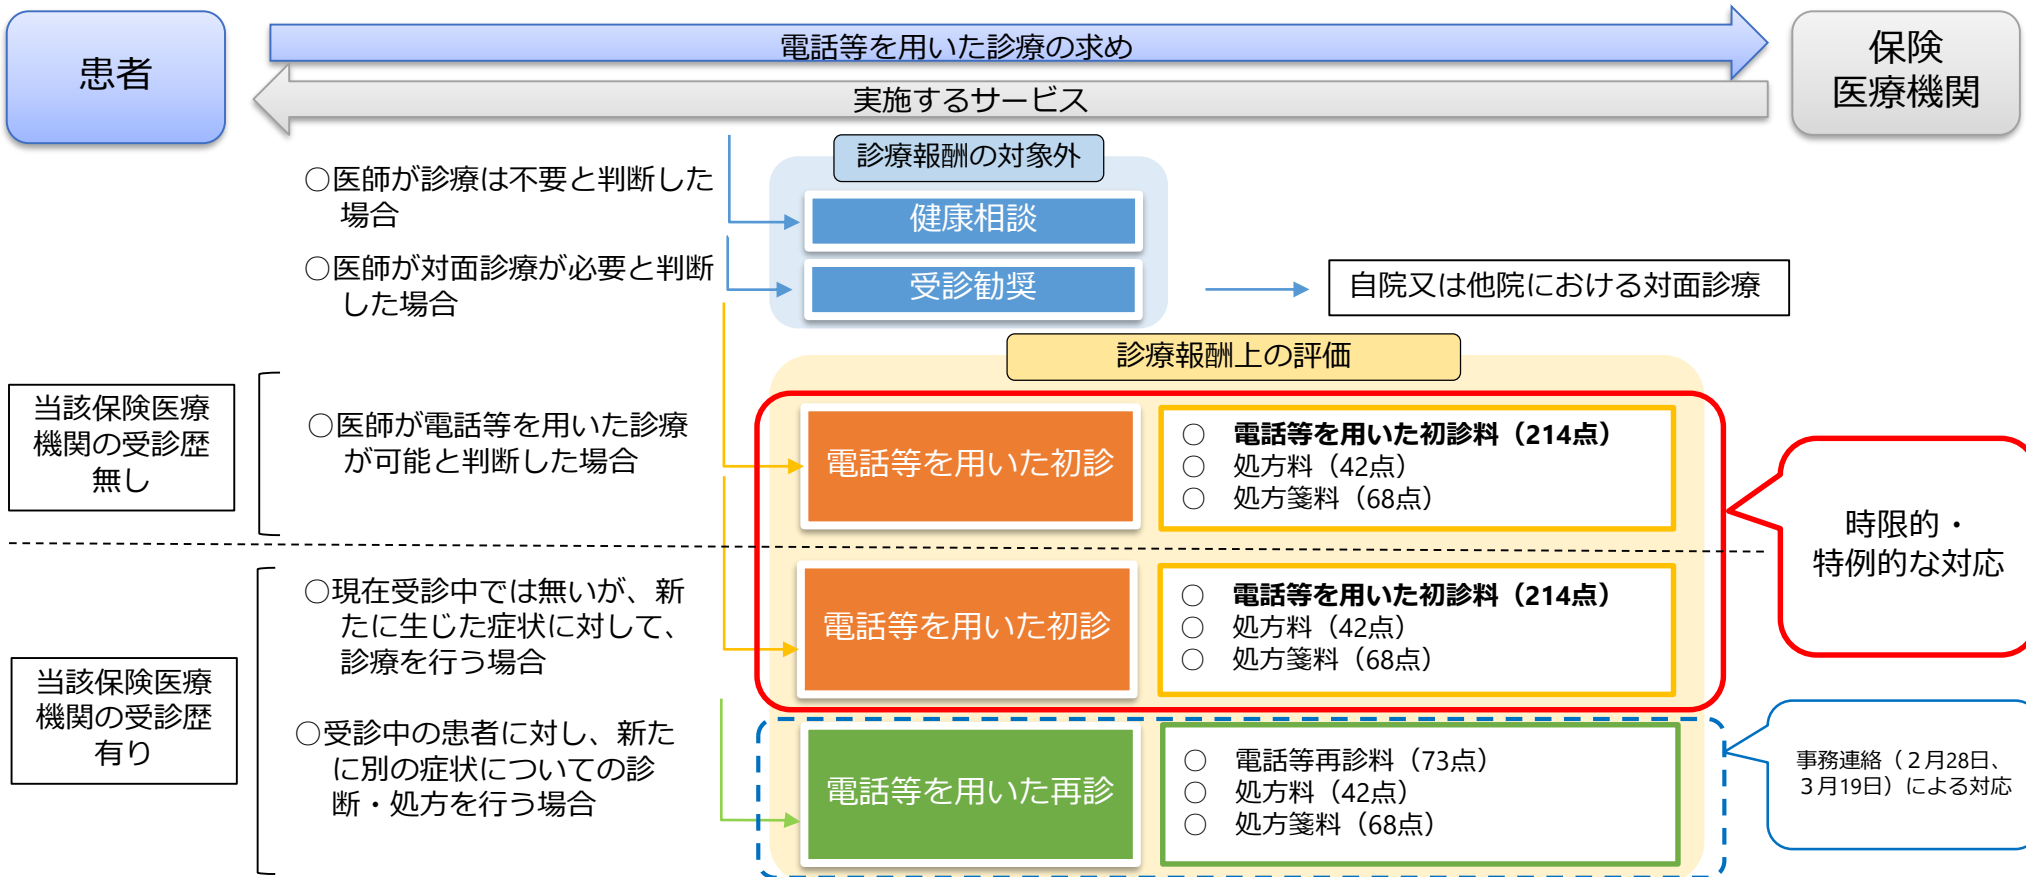 患者
電話等を用いた診療の求め
実施するサービス
保険
医療機関
診療報酬の対象外
○医師が診療は不要と判断した
場合
健康相談
○医師が対面診療が必要と判断
した場合
受診勧奨
自院又は他院における対面診療
診療報酬上の評価
当該保険医療
機関の受診歴
無し
○医師が電話等を用いた診療
が可能と判断した場合
電話等を用いた初診
○ 電話等を用いた初診料（214点）
○ 処方料（42点）
○ 処方箋料（68点）
時限的・
特例的な対応
当該保険医療
機関の受診歴
有り
○現在受診中では無いが、新
たに生じた症状に対して、
診療を行う場合
電話等を用いた初診
○ 電話等を用いた初診料（214点）
○ 処方料（42点）
○ 処方箋料（68点）
○受診中の患者に対し、新た
に別の症状についての診
断・処方を行う場合
電話等を用いた再診
○ 電話等再診料（73点）
○ 処方料（42点）
○ 処方箋料（68点）
事務連絡（２月28日、
３月19日）による対応